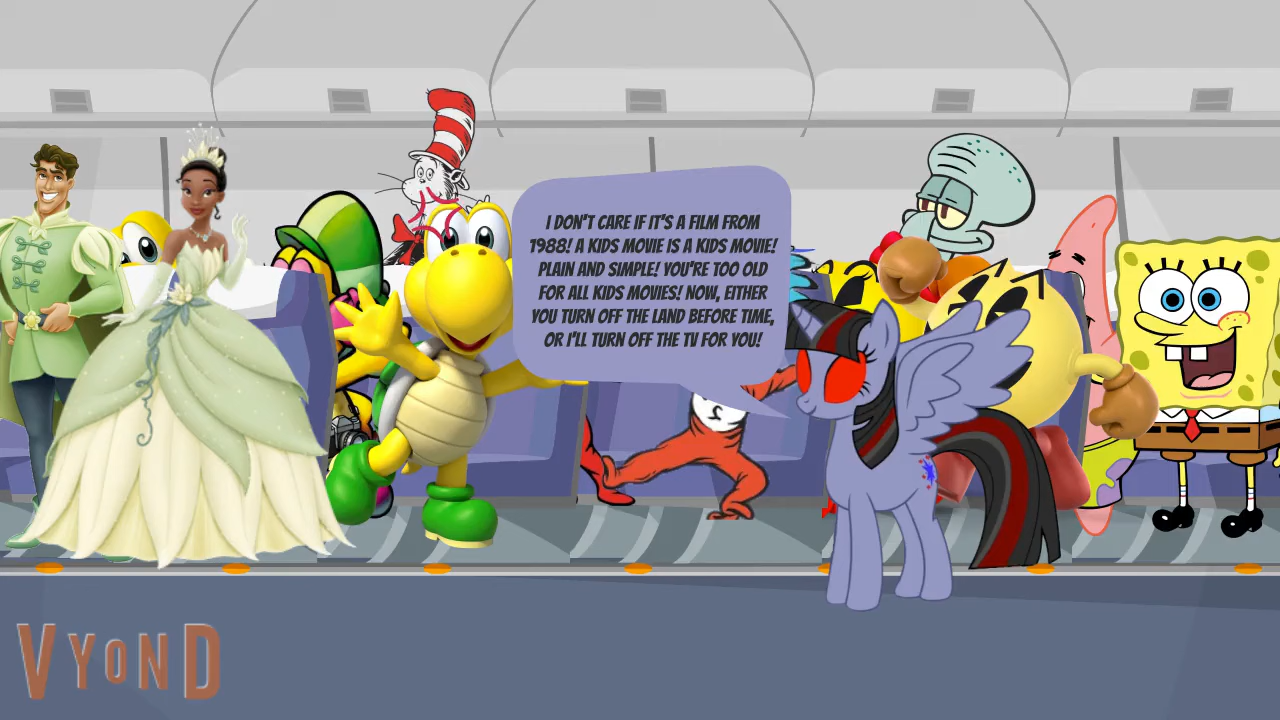 I DON'T CARE IF IT'S A FILM FROM
1988! A KIDS MOVIE IS A KIDS MOVIE!
PLAIN AND SIMPLE! YOU'RE TOO OLD
FOR ALL KIDS MOVIES! NOW, EITHER
YOU TURN OFF THE LAND BEFORE TIME,
OR I'LL TURN OFF THE TV FOR YOU!
VYOND